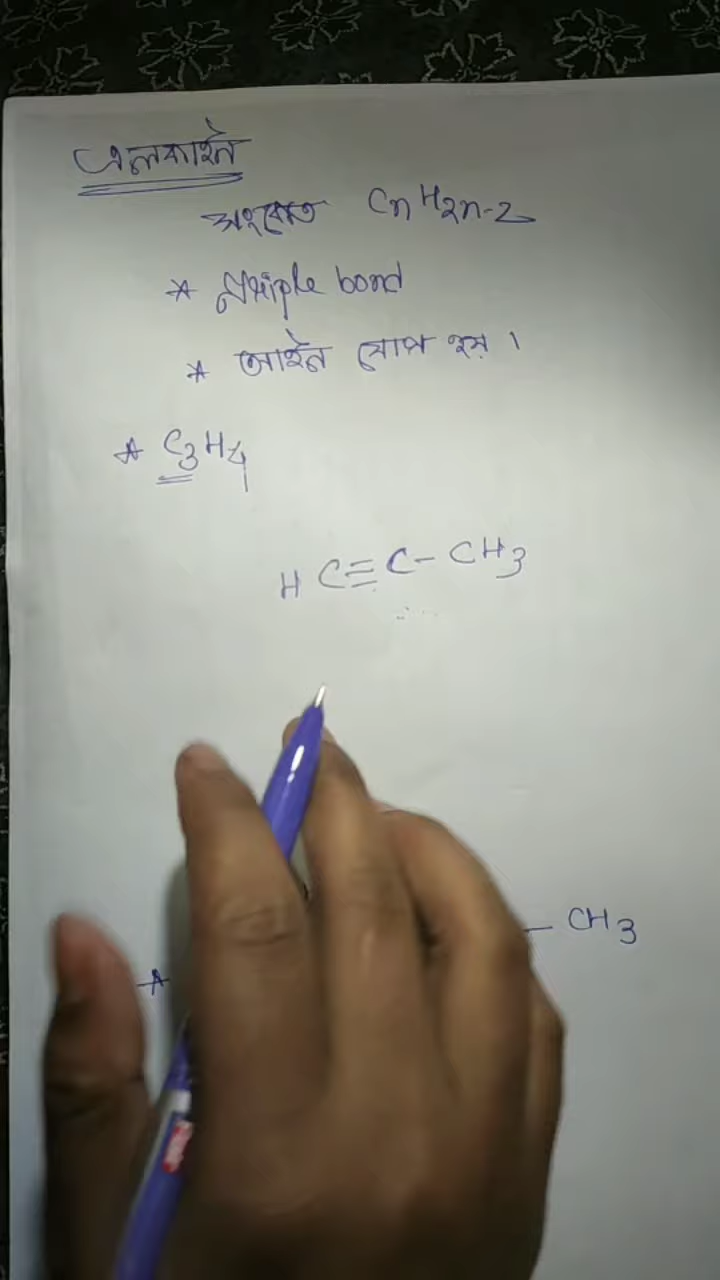 এলকাইন
সংকেত CnH2n-2
* Triple bond
* আইন যোগ হয়।
* C3H4
H C≡C-CH3
* — CH3